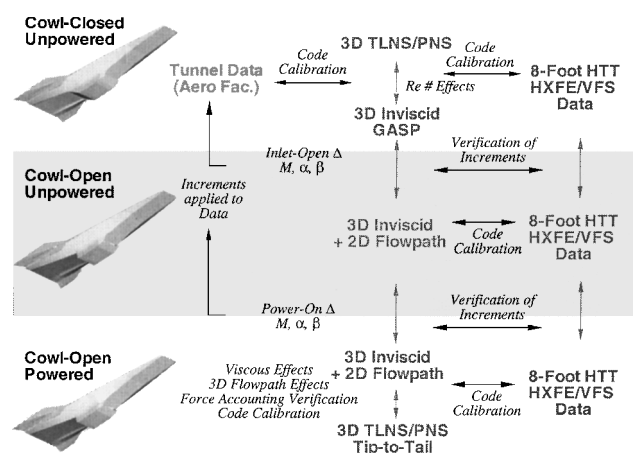 Cowl-Closed
Unpowered
Tunnel Data
(Aero Fac.)
Code
Calibration
3D TLNS/PNS
Re # Effects
3D Inviscid
GASP
Code
Calibration
8-Foot HTT
HXFE/VFS
Data
Inlet-Open Δ
M, α, β
Verification of
Increments
Cowl-Open
Unpowered
Increments
applied to
Data
3D Inviscid
+ 2D Flowpath
Code
Calibration
8-Foot HTT
HXFE/VFS
Data
Power-On Δ
M, α, β
Verification of
Increments
Cowl-Open
Powered
Viscous Effects
3D Flowpath Effects
Force Accounting Verification
Code Calibration
3D Inviscid
+ 2D Flowpath
3D TLNS/PNS
Tip-to-Tail
Code
Calibration
8-Foot HTT
HXFE/VFS
Data